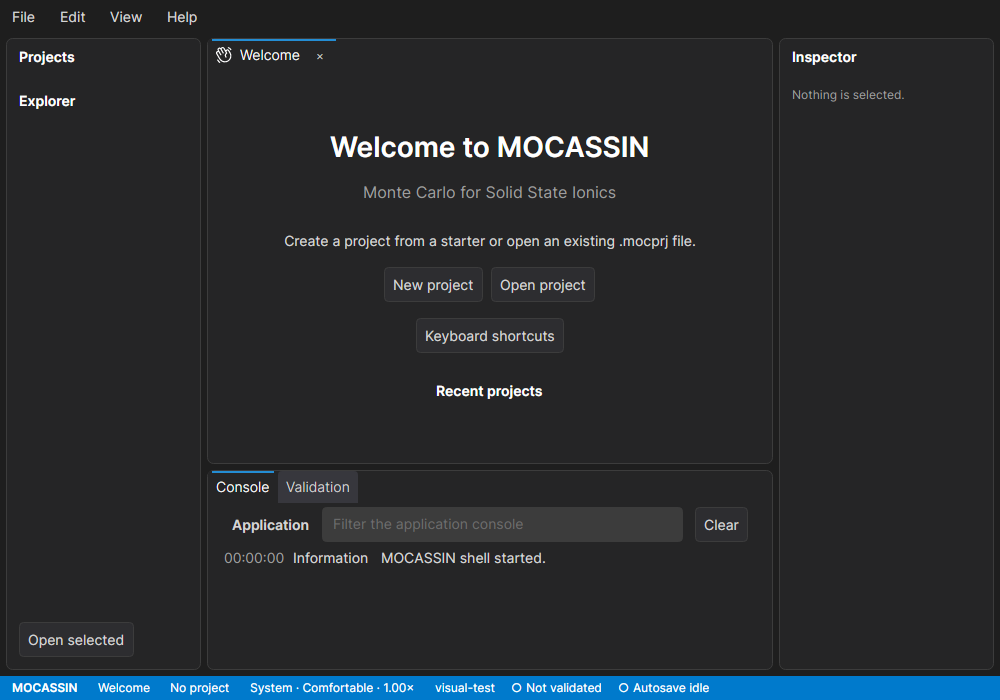 File Edit View Help
Projects
Explorer
Open selected
Welcome ×
Welcome to MOCASSIN
Monte Carlo for Solid State Ionics
Create a project from a starter or open an existing .mocprj file.
New project Open project
Keyboard shortcuts
Recent projects
Console Validation
Application Filter the application console Clear
00:00:00 Information MOCASSIN shell started.
Inspector
Nothing is selected.
MOCASSIN Welcome No project System · Comfortable · 1.00× visual-test Not validated Autosave idle